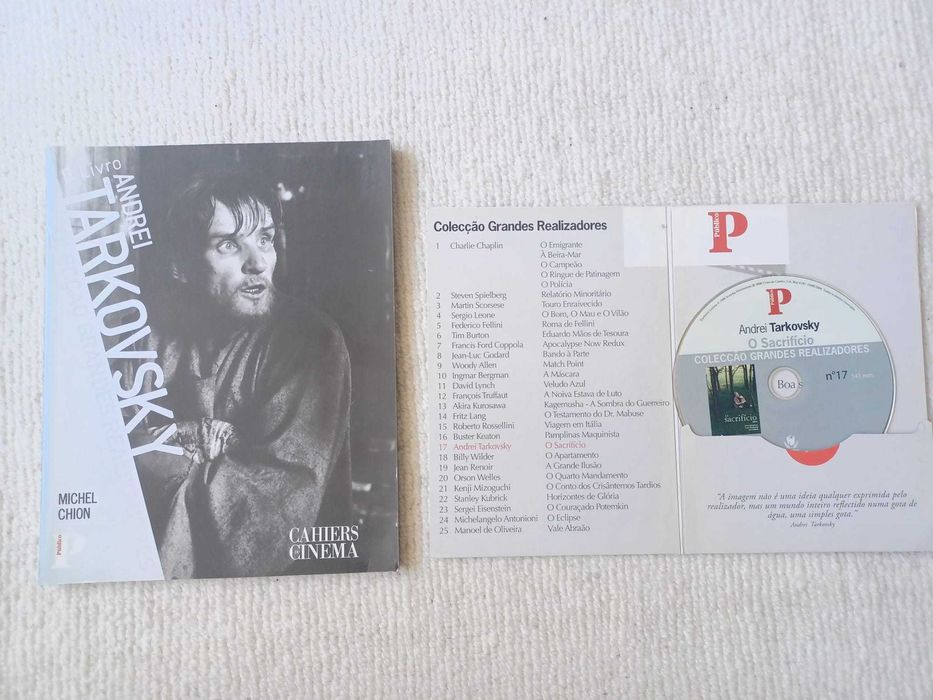 Livro
ANDREI
TARKOVSKY
MICHEL
CHION
Público
P
CAHIERS
DU
CINEMA
Colecção Grandes Realizadores
1 Charlie Chaplin O Emigrante
À Beira-Mar
O Campeão
O Ringue de Patinagem
O Polícia
2 Steven Spielberg Relatório Minoritário
3 Martin Scorsese Touro Enraivecido
4 Sergio Leone O Bom, O Mau e O Vilão
5 Federico Fellini Roma de Fellini
6 Tim Burton Eduardo Mãos de Tesoura
7 Francis Ford Coppola Apocalypse Now Redux
8 Jean-Luc Godard Bando à Parte
9 Woody Allen Match Point
10 Ingmar Bergman A Máscara
11 David Lynch Veludo Azul
12 François Truffaut A Noiva Estava de Luto
13 Akira Kurosawa Kagemusha - A Sombra do Guerreiro
14 Fritz Lang O Testamento do Dr. Mabuse
15 Roberto Rossellini Viagem em Itália
16 Buster Keaton Pamplinas Maquinista
17 Andrei Tarkovsky O Sacrifício
18 Billy Wilder O Apartamento
19 Jean Renoir A Grande Ilusão
20 Orson Welles O Quarto Mandamento
21 Kenji Mizoguchi O Conto dos Crisântemos Tardios
22 Stanley Kubrick Horizontes de Glória
23 Sergei Eisenstein O Couraçado Potemkin
24 Michelangelo Antonioni O Eclipse
25 Manoel de Oliveira Vale Abraão
Público
P
Público
P
Andrei Tarkovsky
O Sacrifício
COLECÇÃO GRANDES REALIZADORES
Boa s
nº17 143 min.
sacrifício
"A imagem não é uma ideia qualquer exprimida pelo
realizador, mas um mundo inteiro reflectido numa gota de
água, uma simples gota."
Andrei Tarkovsky